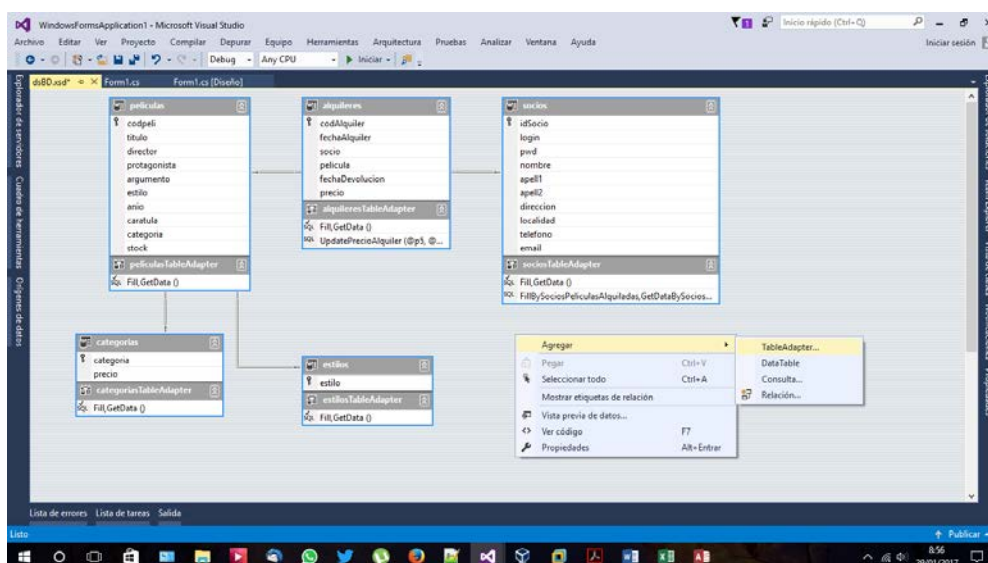 WindowsFormsApplication1 - Microsoft Visual Studio
Inicio rápido (Ctrl+Q)
Archivo Editar Ver Proyecto Compilar Depurar Equipo Herramientas Arquitectura Pruebas Analizar Ventana Ayuda
Iniciar sesión
Debug Any CPU Iniciar
dsBD.xsd* Form1.cs Form1.cs [Diseño]
Explorador de servidores
Cuadro de herramientas
Orígenes de datos
peliculas
codpeli
titulo
director
protagonista
argumento
estilo
anio
caratula
categoria
stock
peliculasTableAdapter
Fill,GetData ()
alquileres
codAlquiler
fechaAlquiler
socio
pelicula
fechaDevolucion
precio
alquileresTableAdapter
Fill,GetData ()
UpdatePrecioAlquiler (@p5, @...
socios
idSocio
login
pwd
nombre
apell1
apell2
direccion
localidad
telefono
email
sociosTableAdapter
Fill,GetData ()
FillBySociosPeliculasAlquiladas,GetDataBySocios...
categorias
categoria
precio
categoriasTableAdapter
Fill,GetData ()
estilos
estilo
estilosTableAdapter
Fill,GetData ()
Agregar
Pegar Ctrl+V
Seleccionar todo Ctrl+A
Mostrar etiquetas de relación
Vista previa de datos...
Ver código F7
Propiedades Alt+Entrar
TableAdapter...
DataTable
Consulta...
Relación...
Lista de errores Lista de tareas Salida
Listo
Publicar
8:56
29/01/2017